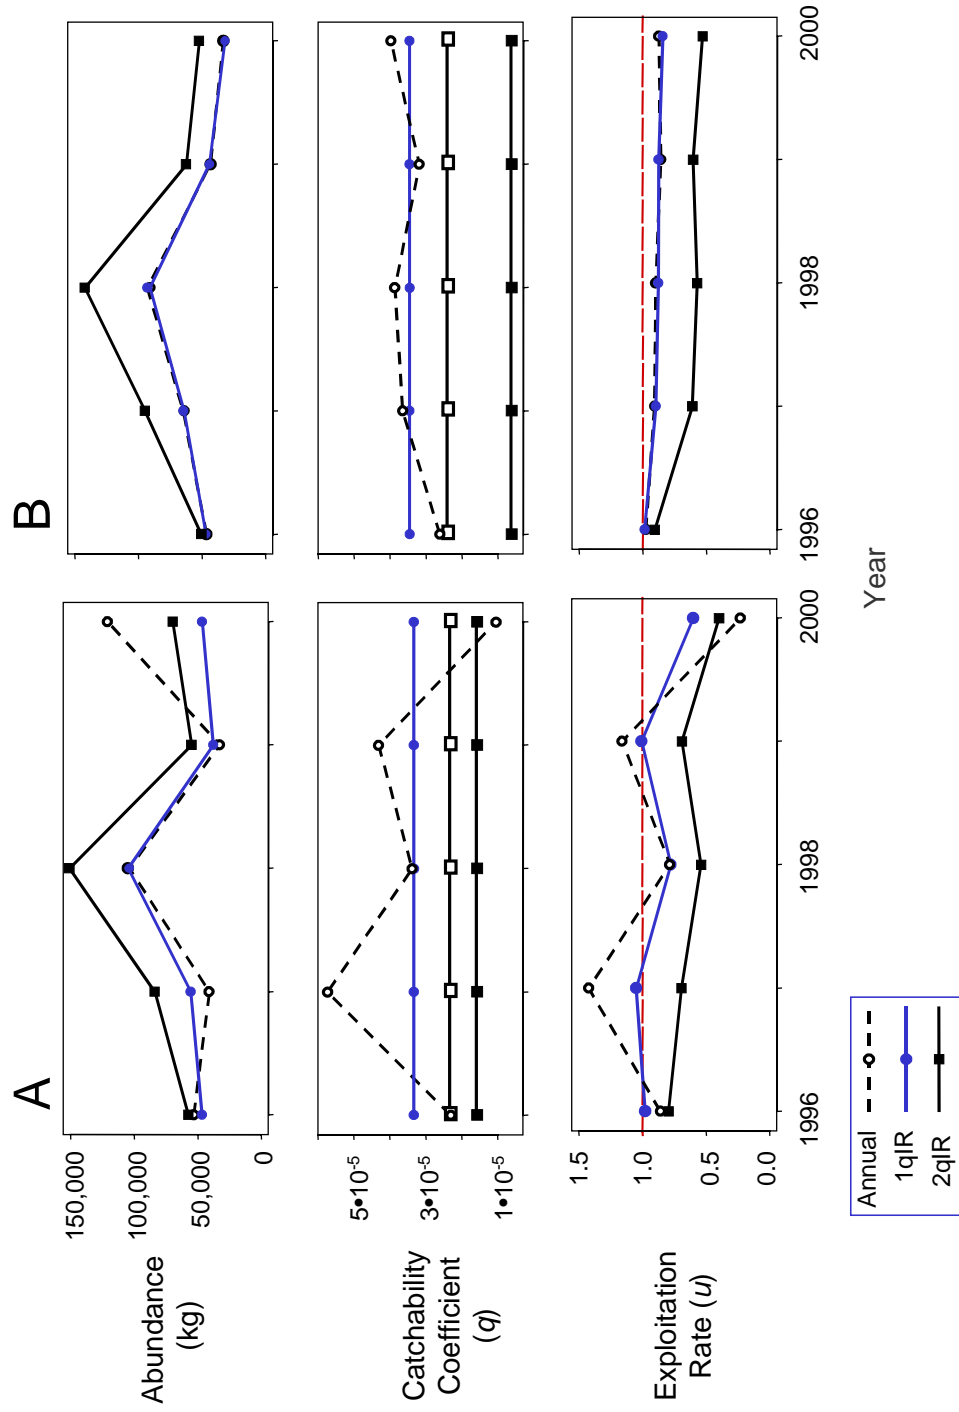 A
B
150,000
100,000
50,000
0
Abundance
(kg)
5•10-5
3•10-5
1•10-5
Catchability
Coefficient
(q)
1.5
1.0
0.5
0.0
Exploitation
Rate (u)
1996
1998
2000
1996
1998
2000
Year
Annual
1qIR
2qIR